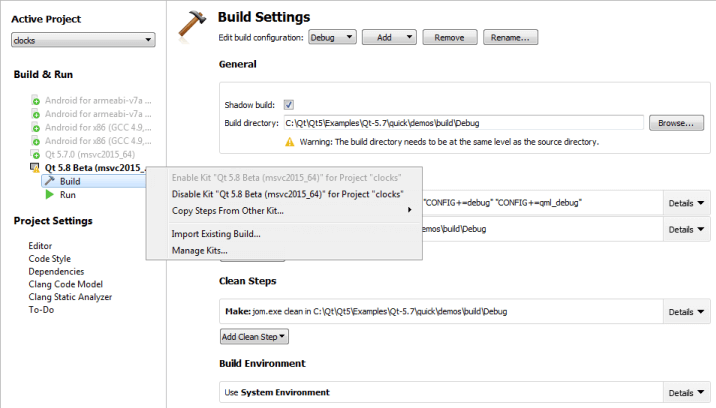 Active Project
clocks
Build & Run
Android for armeabi-v7a ...
Android for armeabi-v7a ...
Android for x86 (GCC 4.9,...
Android for x86 (GCC 4.9,...
Qt 5.7.0 (msvc2015_64)
Qt 5.8 Beta (msvc2015_...
Build
Run
Project Settings
Editor
Code Style
Dependencies
Clang Code Model
Clang Static Analyzer
To-Do
Build Settings
Edit build configuration: Debug Add Remove Rename...
General
Shadow build:
Build directory: C:\Qt\Qt5\Examples\Qt-5.7\quick\demos\build\Debug Browse...
Warning: The build directory needs to be at the same level as the source directory.
Enable Kit "Qt 5.8 Beta (msvc2015_64)" for Project "clocks"
Disable Kit "Qt 5.8 Beta (msvc2015_64)" for Project "clocks"
Copy Steps From Other Kit...
Import Existing Build...
Manage Kits...
"CONFIG+=debug" "CONFIG+=qml_debug" Details
emos\build\Debug Details
Clean Steps
Make: jom.exe clean in C:\Qt\Qt5\Examples\Qt-5.7\quick\demos\build\Debug Details
Add Clean Step
Build Environment
Use System Environment Details